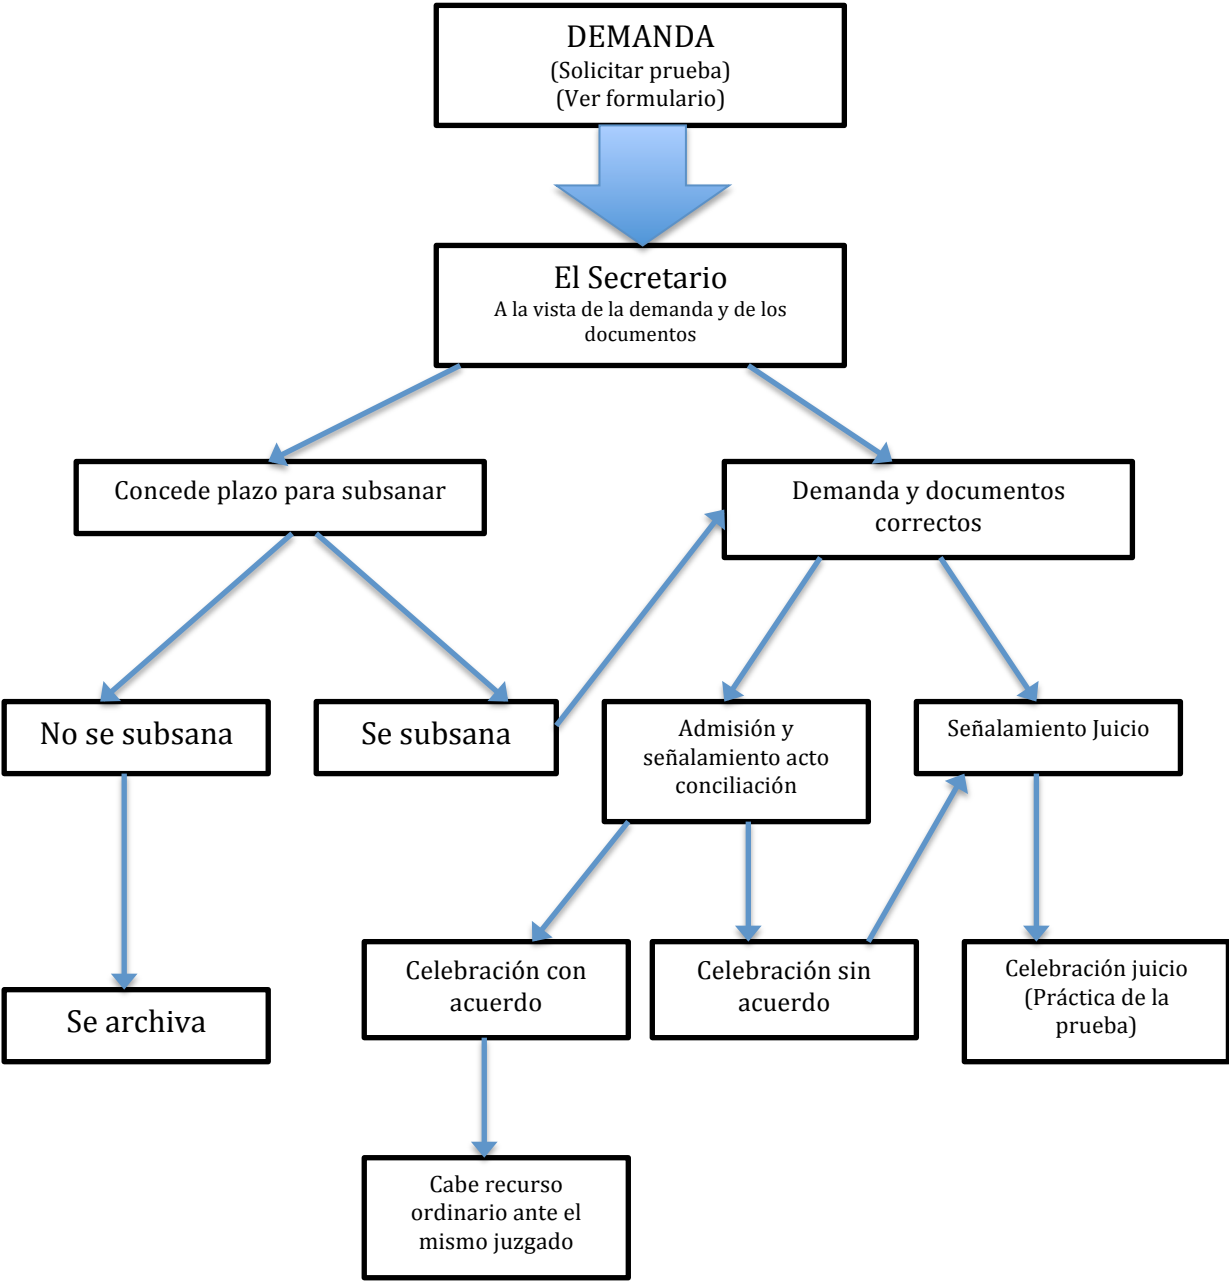 DEMANDA
(Solicitar prueba)
(Ver formulario)
El Secretario
A la vista de la demanda y de los
documentos
Concede plazo para subsanar
Demanda y documentos
correctos
No se subsana
Se subsana
Admisión y
señalamiento acto
conciliación
Señalamiento Juicio
Celebración con
acuerdo
Celebración sin
acuerdo
Celebración juicio
(Práctica de la
prueba)
Se archiva
Cabe recurso
ordinario ante el
mismo juzgado